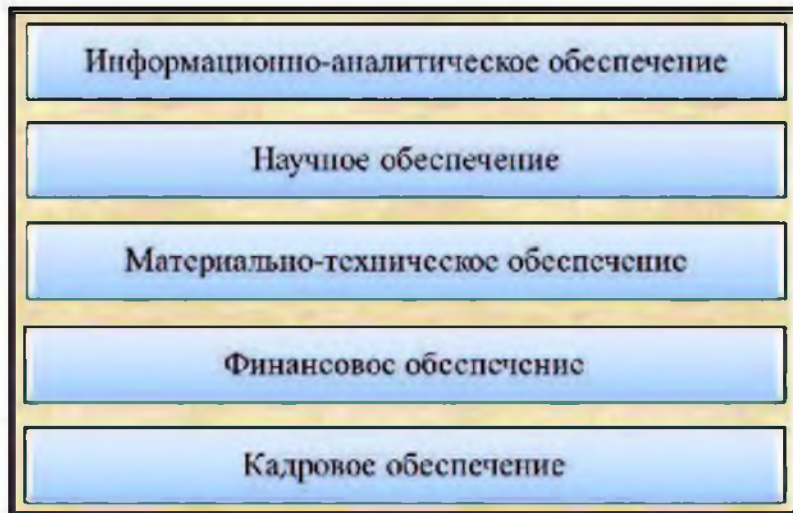 Информационно-аналитическое обеспечение
Научное обеспечение
Материально-техническое обеспечение
Финансовое обеспечение
Кадровое обеспечение